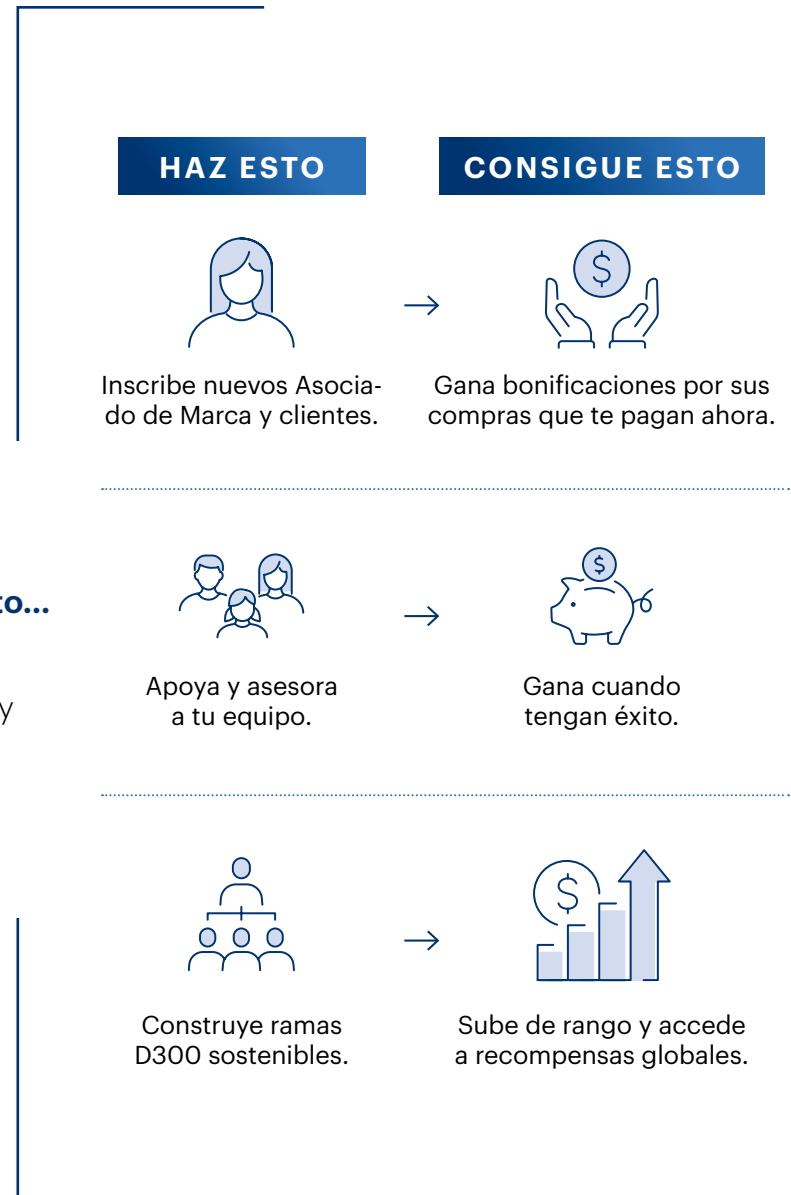 HAZ ESTO
CONSIGUE ESTO
$
Inscribe nuevos Asocia-
do de Marca y clientes.
Gana bonificaciones por sus
compras que te pagan ahora.
to...
y
$
Apoya y asesora
a tu equipo.
Gana cuando
tengan éxito.
$
Construye ramas
D300 sostenibles.
Sube de rango y accede
a recompensas globales.